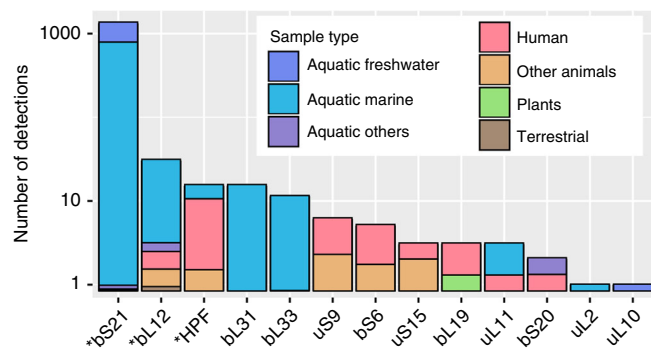 Number of detections
1000
10
1
Sample type
Aquatic freshwater
Aquatic marine
Aquatic others
Human
Other animals
Plants
Terrestrial
*bS21
*bL12
*HPF
bL31
bL33
uS9
bS6
uS15
bL19
uL11
bS20
uL2
uL10